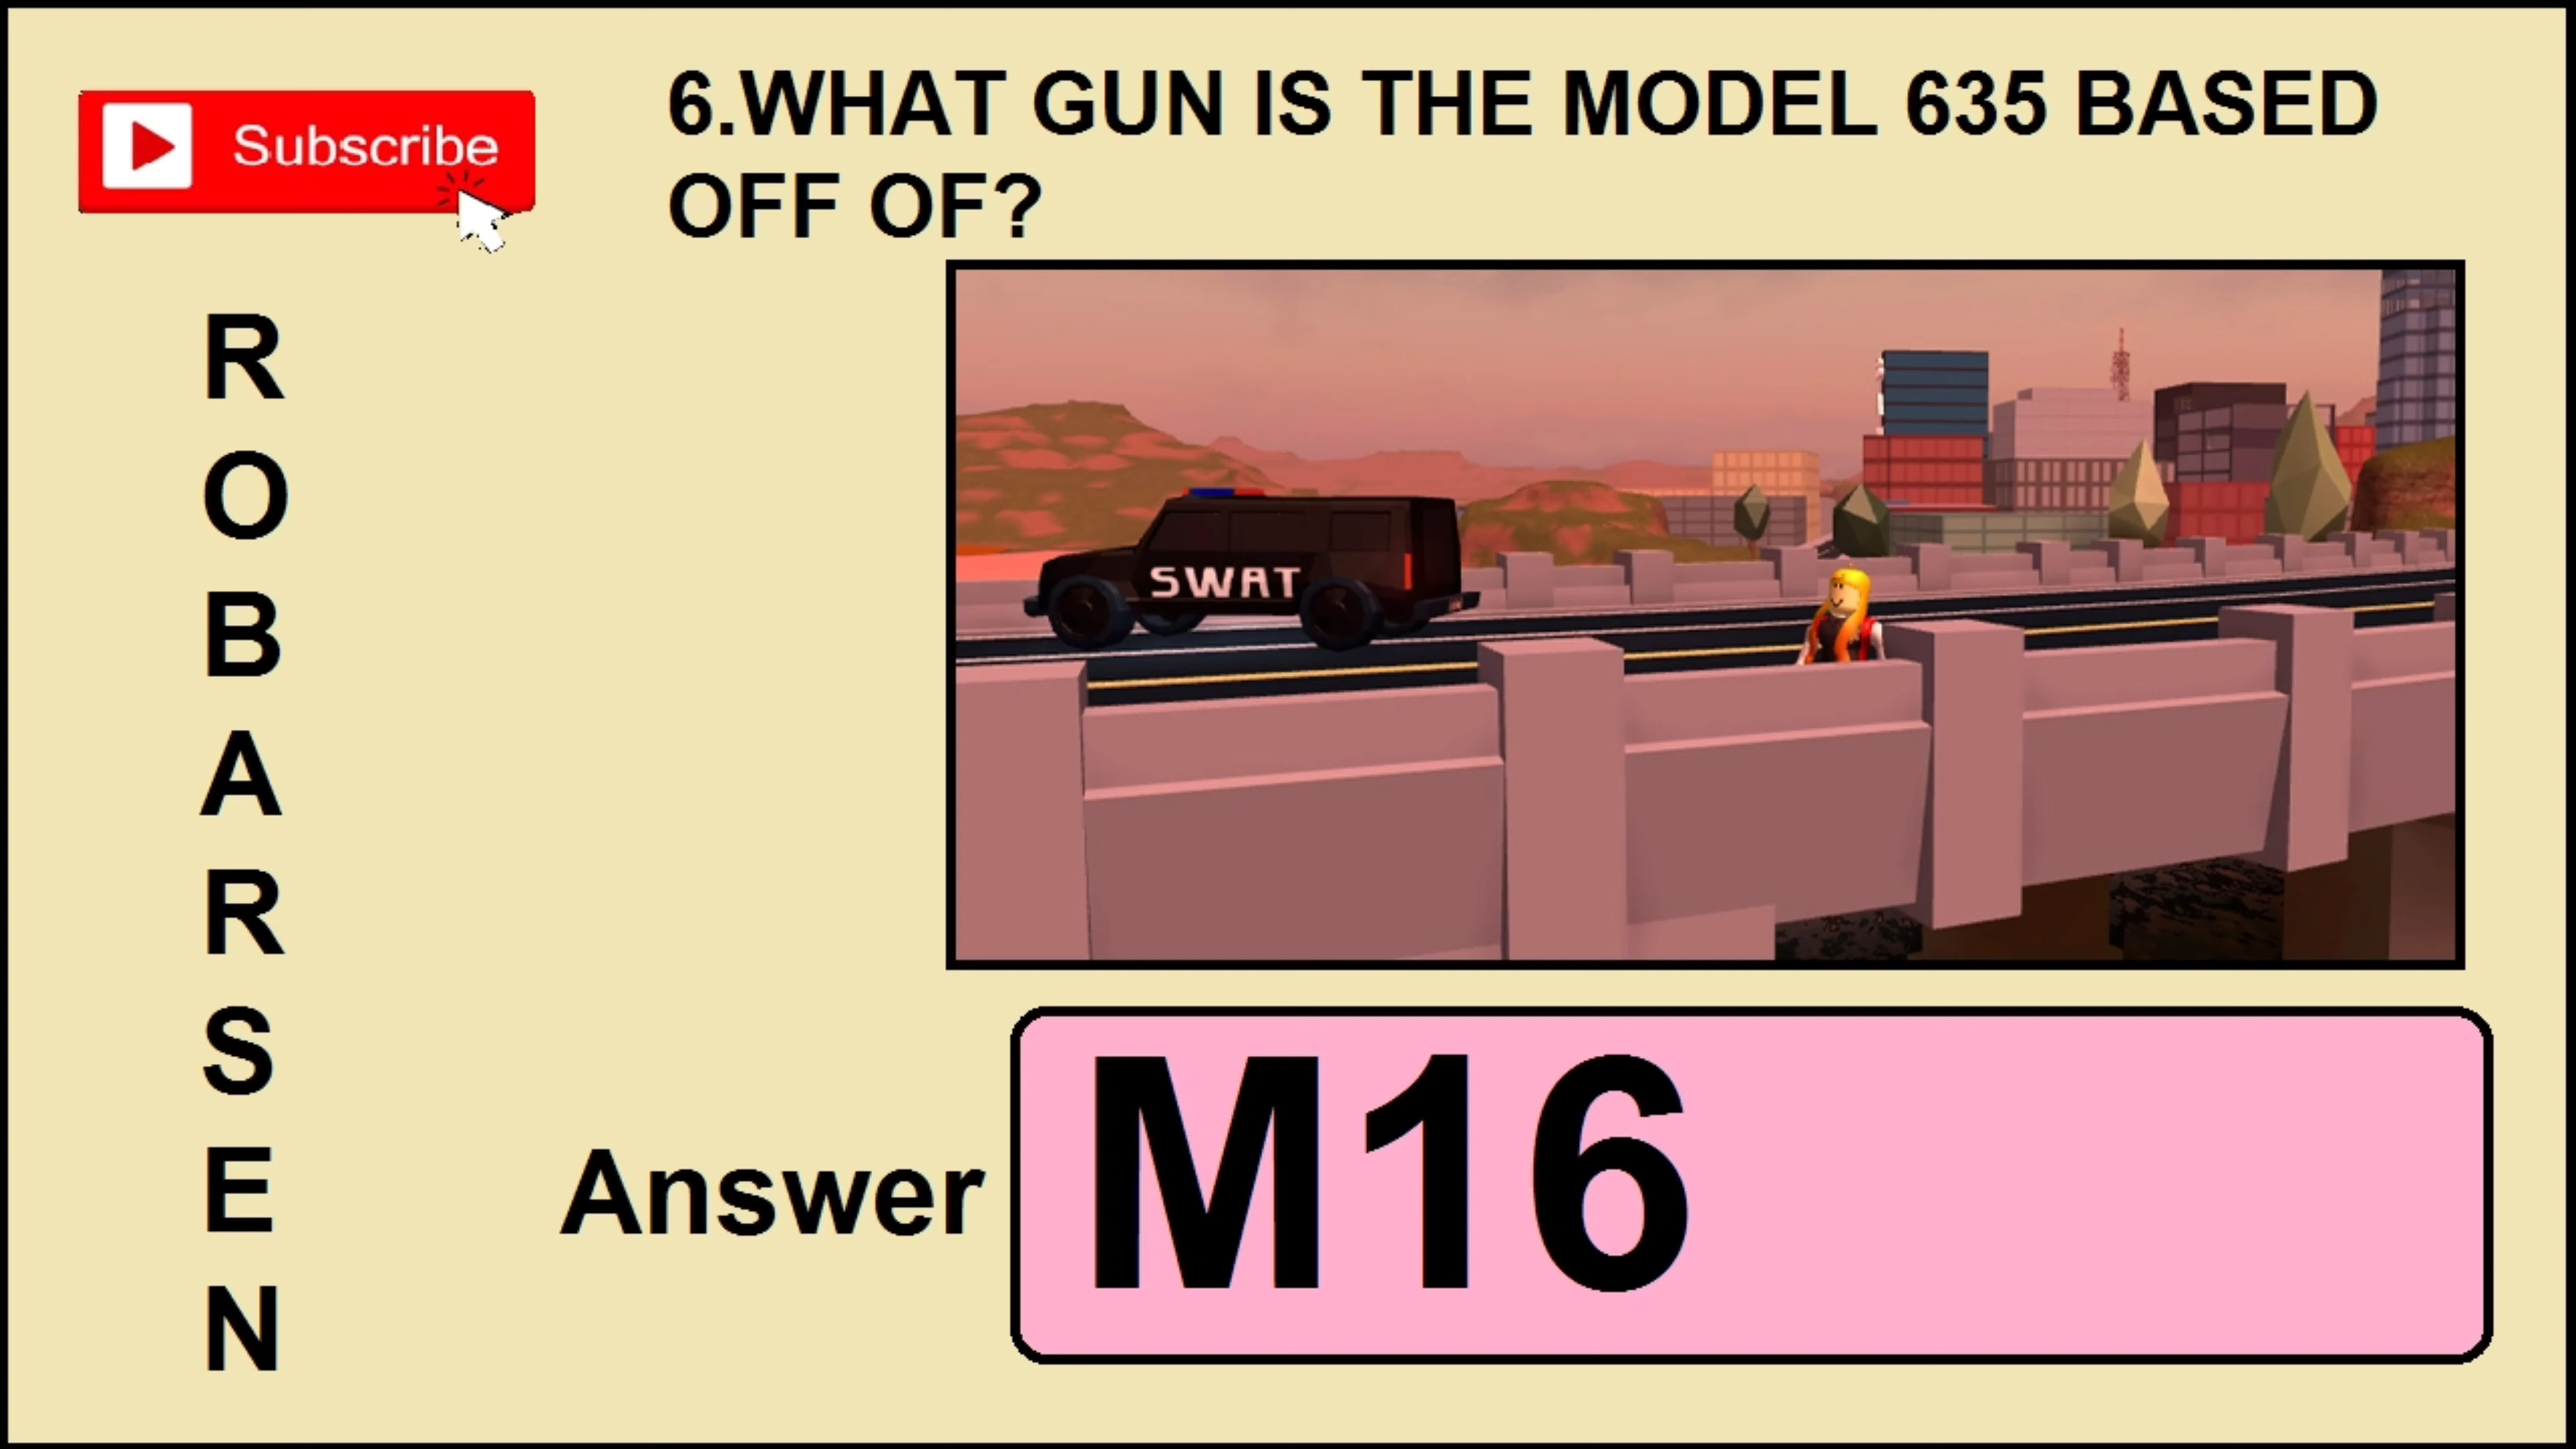 Subscribe
6.WHAT GUN IS THE MODEL 635 BASED
OFF OF?
R
O
B
A
R
S
E
N
SWAT
Answer
M16